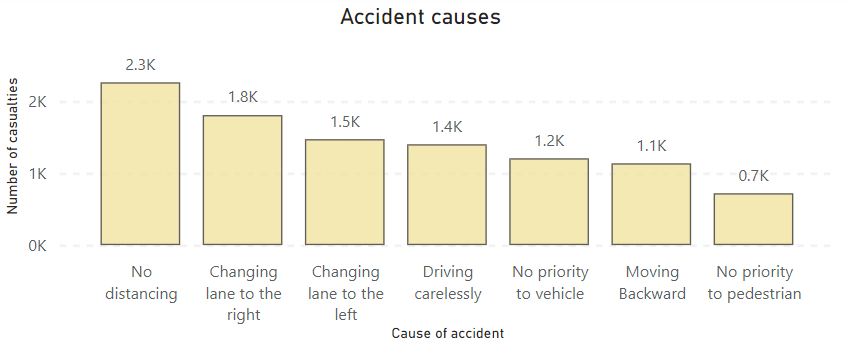 Accident causes
Number of casualties
2K
1K
0K
2.3K
1.8K
1.5K
1.4K
1.2K
1.1K
0.7K
No
distancing
Changing
lane to the
right
Changing
lane to the
left
Driving
carelessly
No priority
to vehicle
Moving
Backward
No priority
to pedestrian
Cause of accident